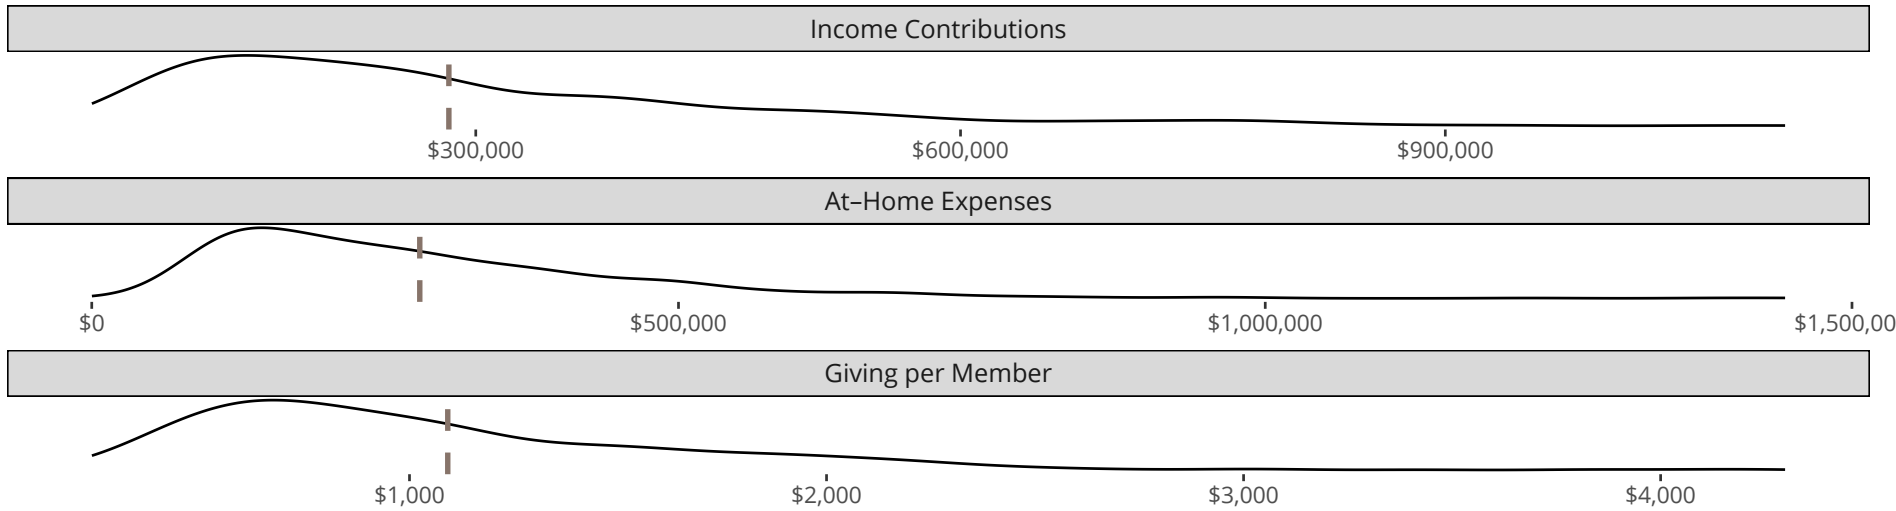 Income Contributions
$300,000 $600,000 $900,000
At–Home Expenses
$0 $500,000 $1,000,000 $1,500,00
Giving per Member
$1,000 $2,000 $3,000 $4,000